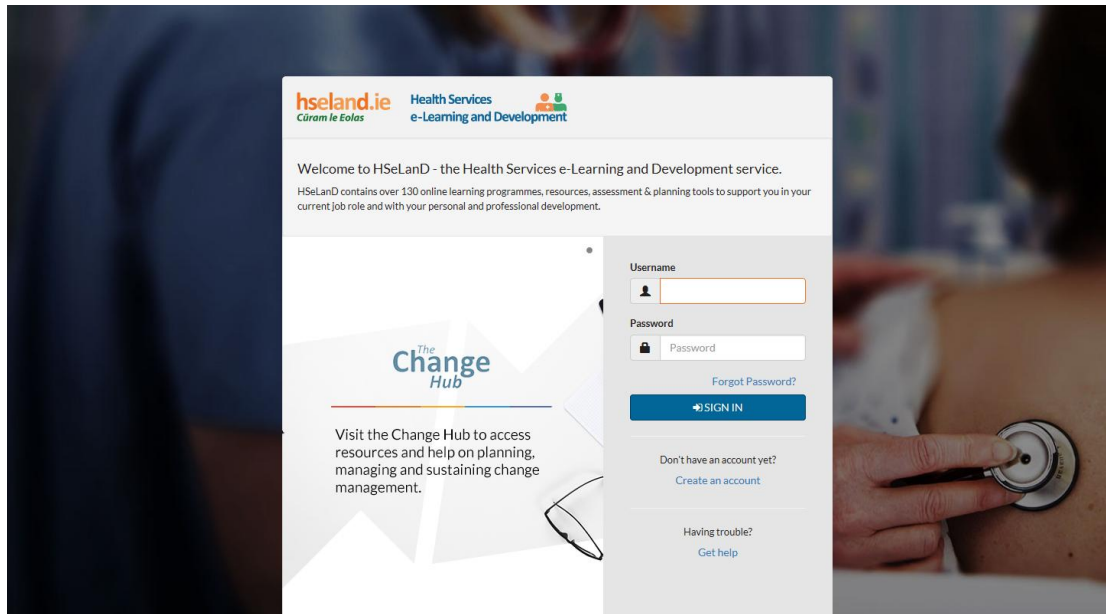 hseland.ie
Cúram le Eolas
Health Services
e-Learning and Development
Welcome to HSeLanD - the Health Services e-Learning and Development service.
HSeLanD contains over 130 online learning programmes, resources, assessment & planning tools to support you in your
current job role and with your personal and professional development.
The
Change
Hub
Visit the Change Hub to access
resources and help on planning,
managing and sustaining change
management.
Username
Password
Password
Forgot Password?
SIGN IN
Don't have an account yet?
Create an account
Having trouble?
Get help